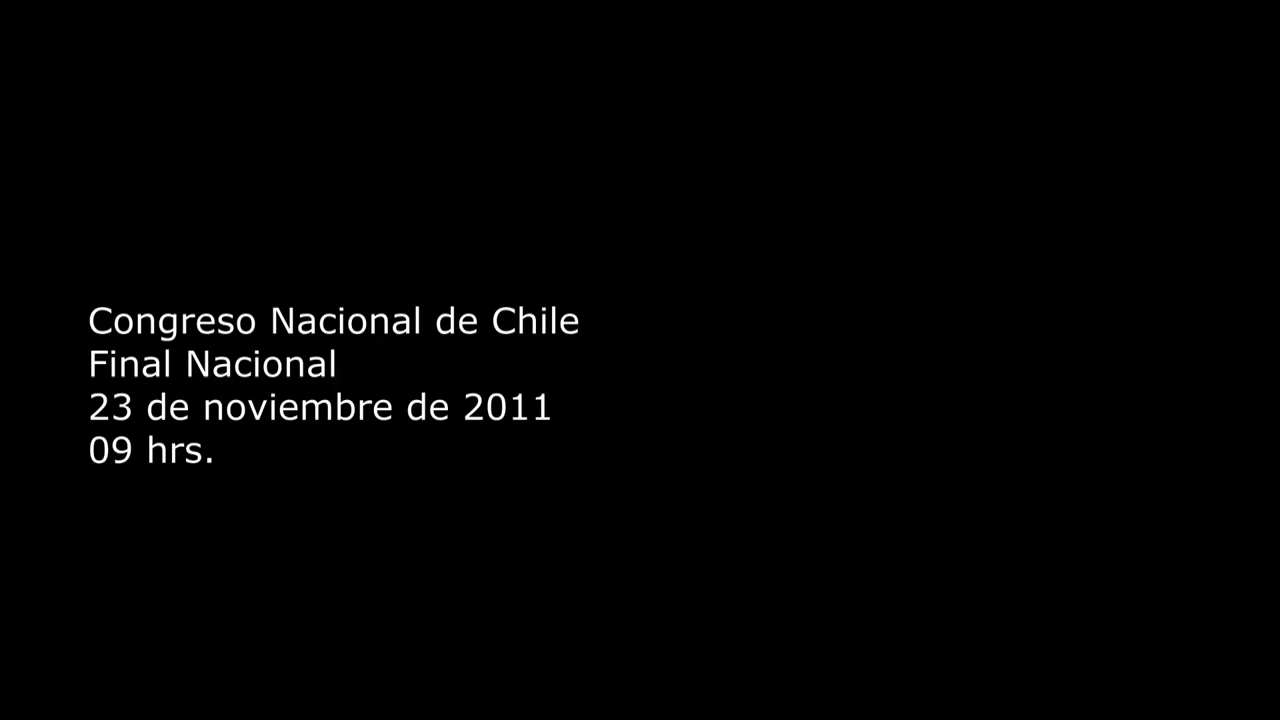 Congreso Nacional de Chile
Final Nacional
23 de noviembre de 2011
09 hrs.